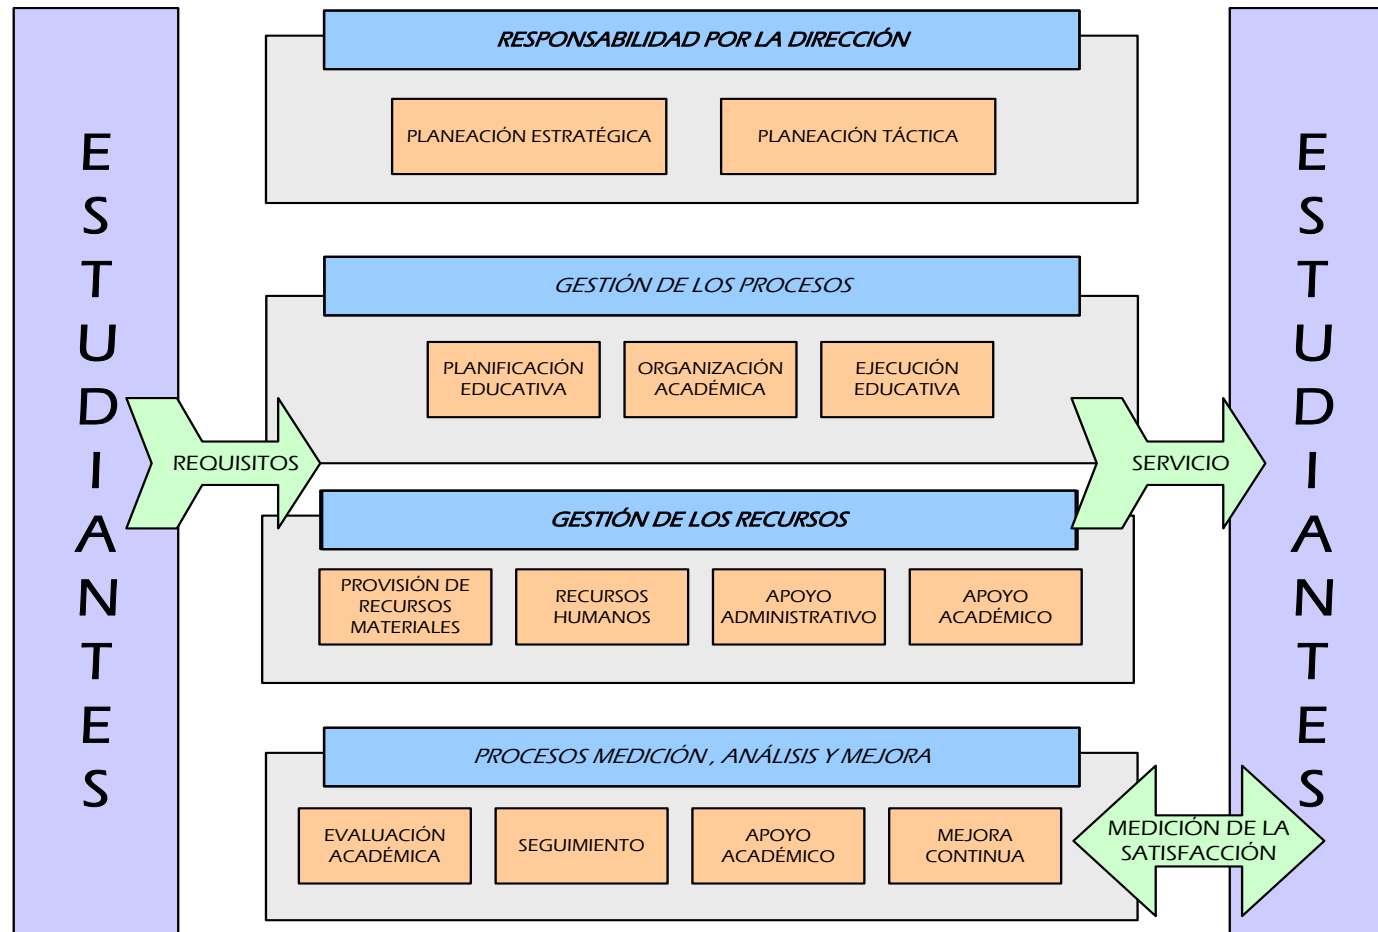 ESTUDIANTES
RESPONSABILIDAD POR LA DIRECCIÓN
PLANEACIÓN ESTRATÉGICA
PLANEACIÓN TÁCTICA
GESTIÓN DE LOS PROCESOS
PLANIFICACIÓN
EDUCATIVA
ORGANIZACIÓN
ACADÉMICA
EJECUCIÓN
EDUCATIVA
REQUISITOS
SERVICIO
GESTIÓN DE LOS RECURSOS
PROVISIÓN DE
RECURSOS
MATERIALES
RECURSOS
HUMANOS
APOYO
ADMINISTRATIVO
APOYO
ACADÉMICO
PROCESOS MEDICIÓN , ANÁLISIS Y MEJORA
EVALUACIÓN
ACADÉMICA
SEGUIMIENTO
APOYO
ACADÉMICO
MEJORA
CONTINUA
MEDICIÓN DE LA
SATISFACCIÓN
ESTUDIANTES